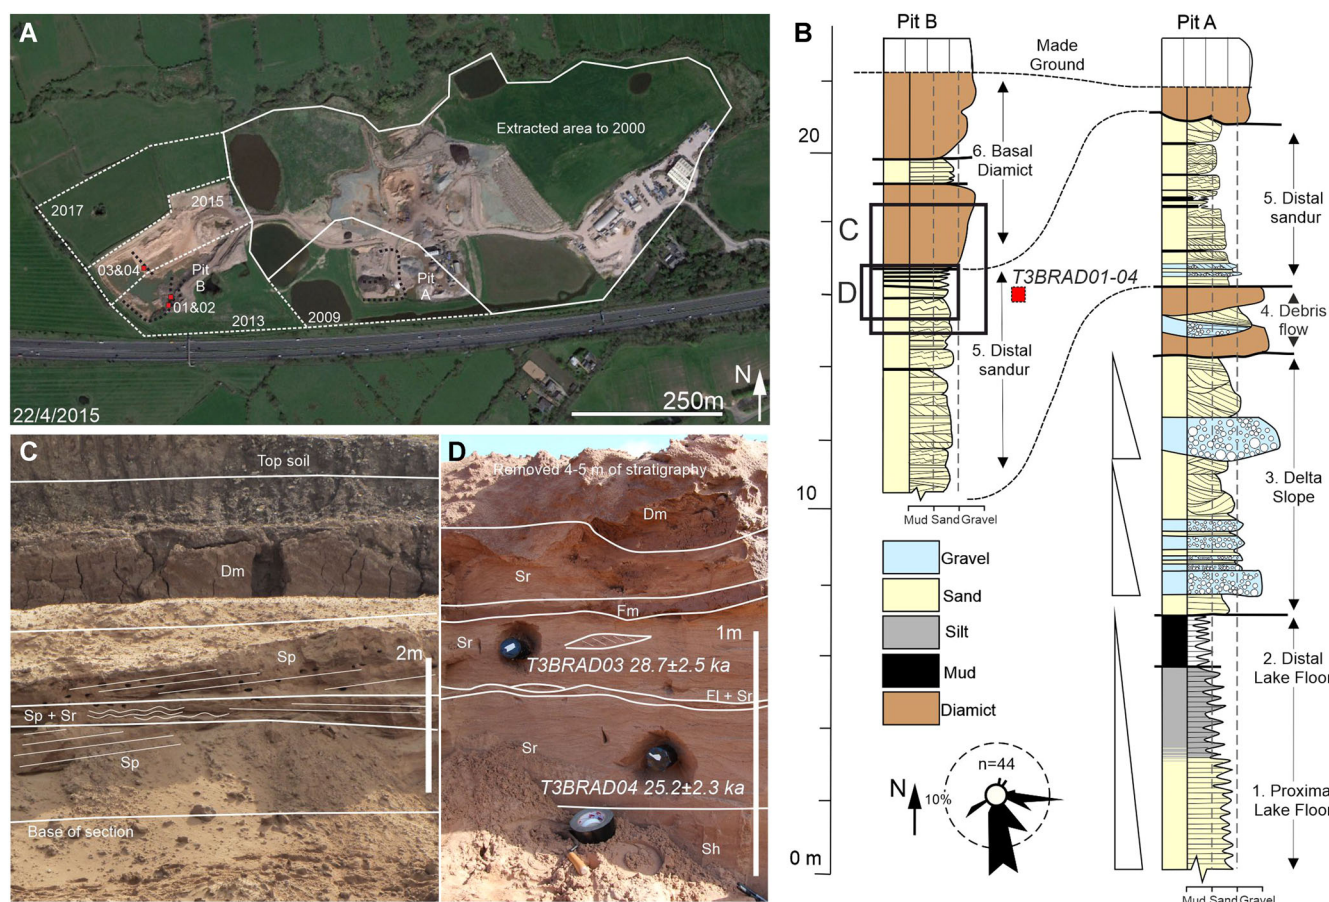 A
Extracted area to 2000
2017
2015
03&04
Pit
B
01&02
Pit
A
2013
2009
N
250m
22/4/2015
B
Pit B
Pit A
Made
Ground
20
6. Basal
Diamict
5. Distal
sandur
C
D
T3BRAD01-04
4. Debris
flow
5. Distal
sandur
3. Delta
Slope
10
Mud Sand Gravel
Gravel
Sand
Silt
Mud
Diamict
2. Distal
Lake Floor
n=44
N
10%
1. Proximal
Lake Floor
0 m
Mud Sand Gravel
C
Top soil
Dm
Sp
2m
Sp + Sr
Sp
Base of section
D
Removed 4-5 m of stratigraphy
Dm
Sr
Fm
1m
Sr
T3BRAD03 28.7±2.5 ka
Fl + Sr
Sr
T3BRAD04 25.2±2.3 ka
Sh